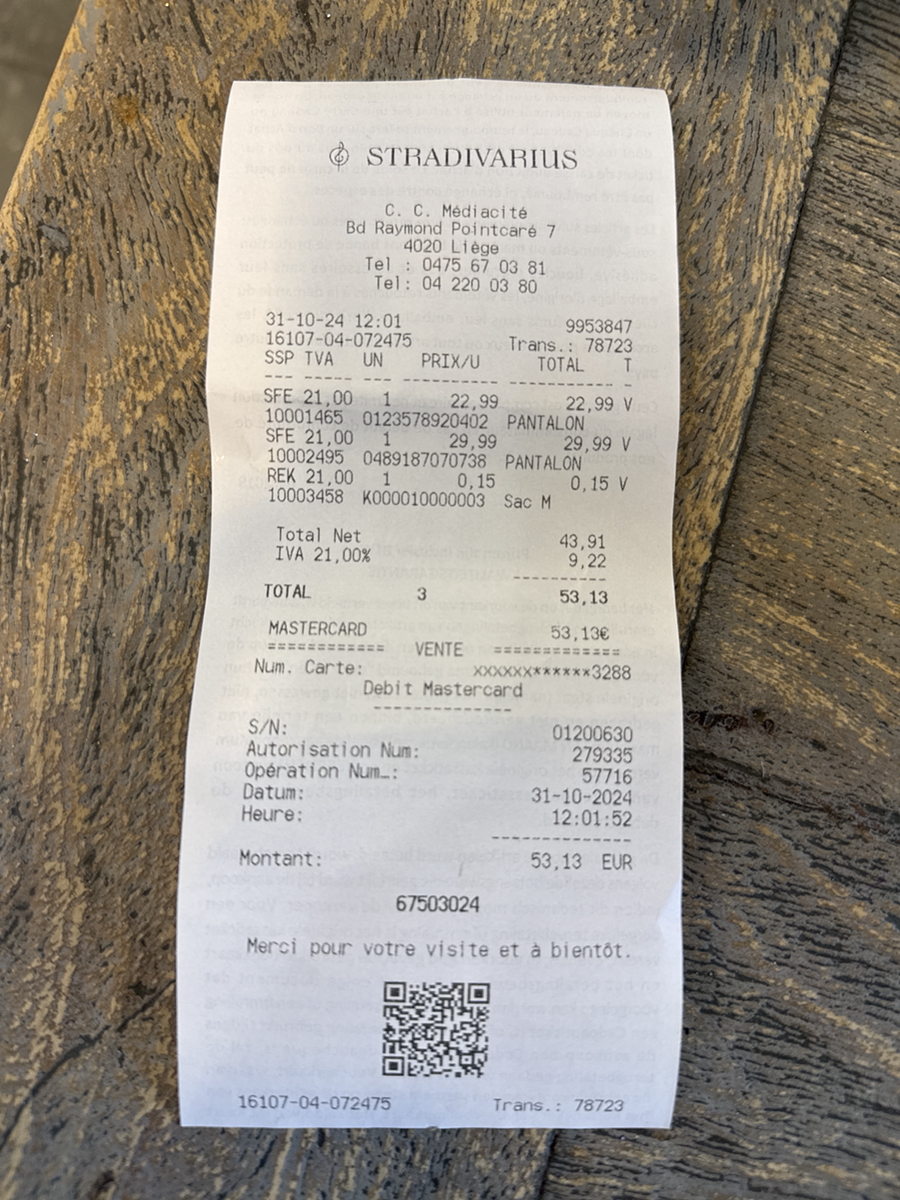 STRADIVARIUS
C. C. Médiacité
Bd Raymond Pointcaré 7
4020 Liège
Tel : 0475 67 03 81
Tel: 04 220 03 80
31-10-24 12:01 9953847
16107-04-072475 Trans.: 78723
SSP TVA UN PRIX/U TOTAL T
SFE 21,00 1 22,99 22,99 V
10001465 0123578920402 PANTALON
SFE 21,00 1 29,99 29,99 V
10002495 0489187070738 PANTALON
REK 21,00 1 0,15 0,15 V
10003458 K000010000003 Sac M
Total Net 43,91
IVA 21,00% 9,22
TOTAL 3 53,13
MASTERCARD 53,13€
============ VENTE =============
Num. Carte: XXXXXX******3288
Debit Mastercard
S/N: 01200630
Autorisation Num: 279335
Opération Num…: 57716
Datum: 31-10-2024
Heure: 12:01:52
Montant: 53,13 EUR
67503024
Merci pour votre visite et à bientôt.
16107-04-072475 Trans.: 78723